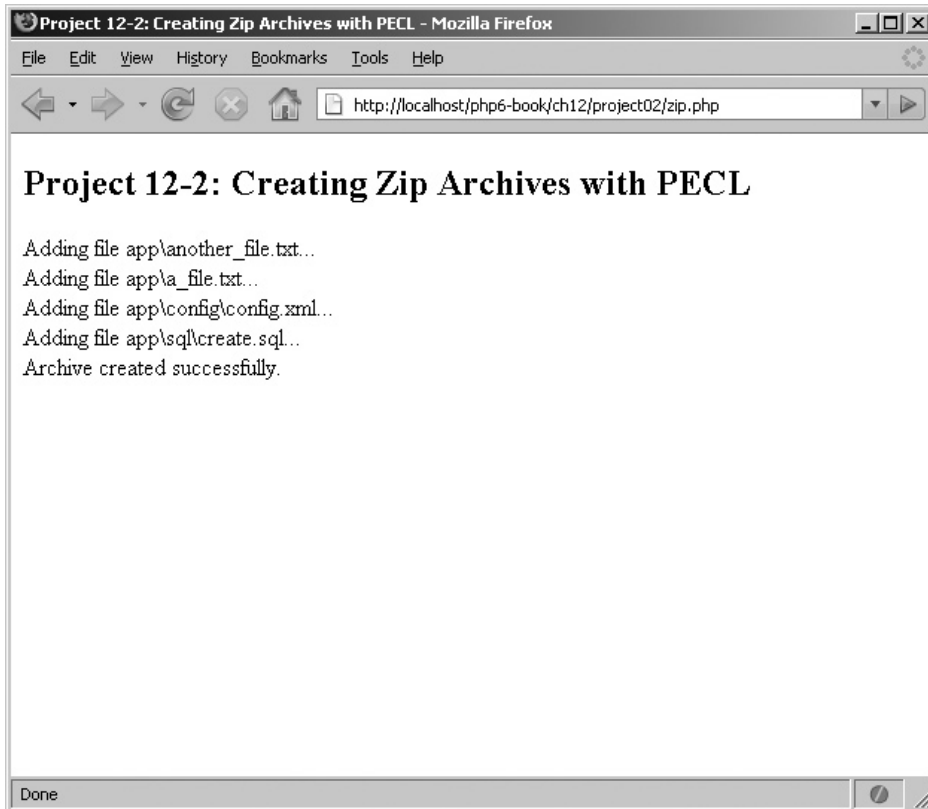 Project 12-2: Creating Zip Archives with PECL - Mozilla Firefox
File Edit View History Bookmarks Tools Help
http://localhost/php6-book/ch12/project02/zip.php
Project 12-2: Creating Zip Archives with PECL
Adding file app\another_file.txt...
Adding file app\a_file.txt...
Adding file app\config\config.xml...
Adding file app\sql\create.sql...
Archive created successfully.
Done